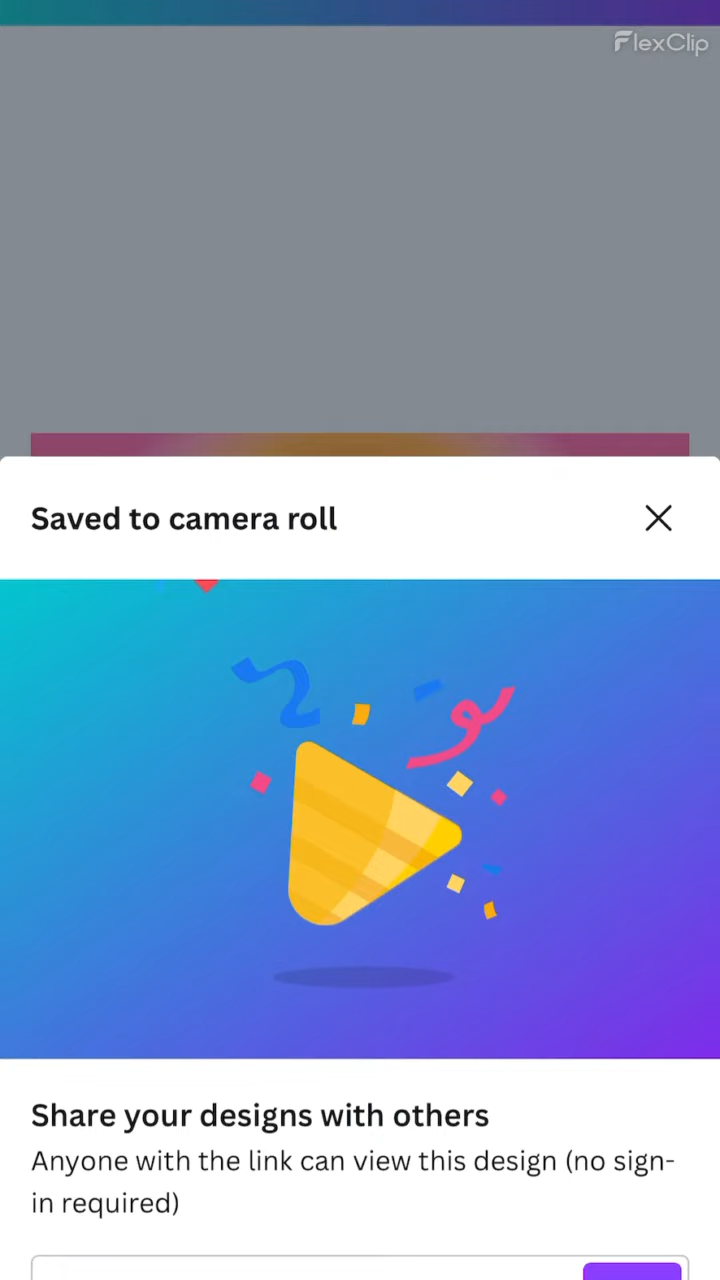 FlexClip
Saved to camera roll
Share your designs with others
Anyone with the link can view this design (no sign-
in required)